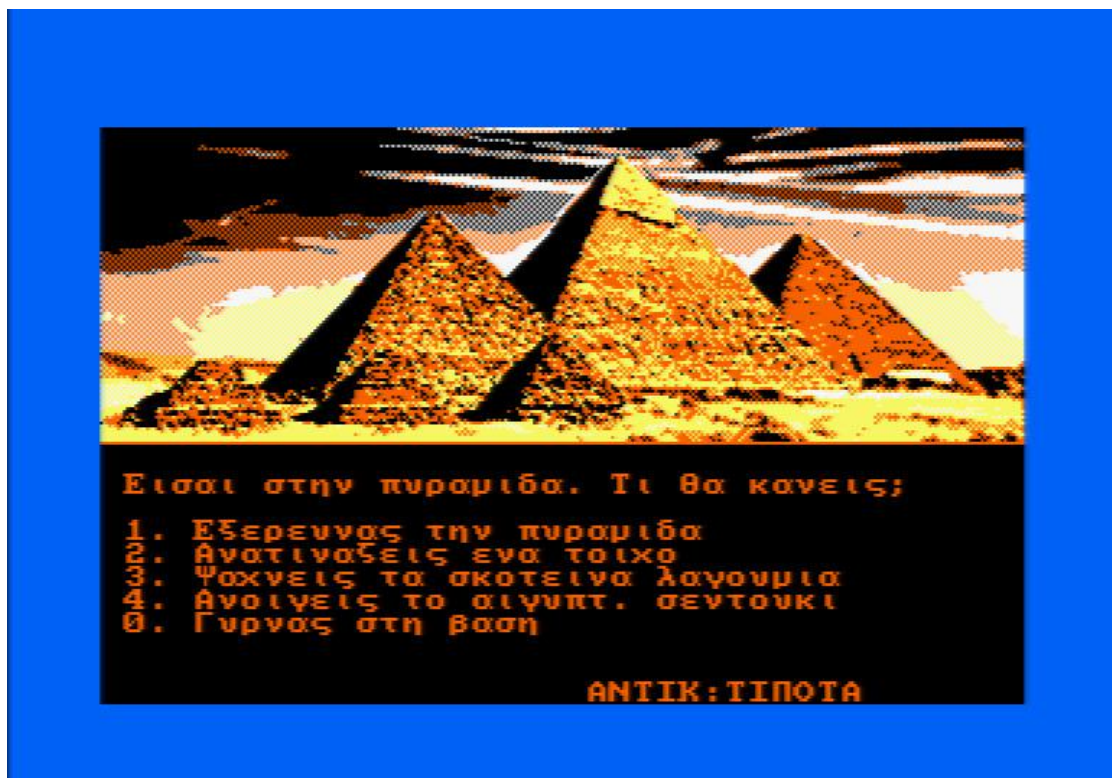 Εισαι στην πυραμιδα. Τι θα κανεις;
1. Εξερευνας την πυραμιδα
2. Ανατιναζεις ενα τοιχο
3. Ψαχνεις τα σκοτεινα λαγουμια
4. Ανοιγεις το αιγυπτ. σεντουκι
0. Γυρνας στη βαση
ΑΝΤΙΚ:ΤΙΠΟΤΑ